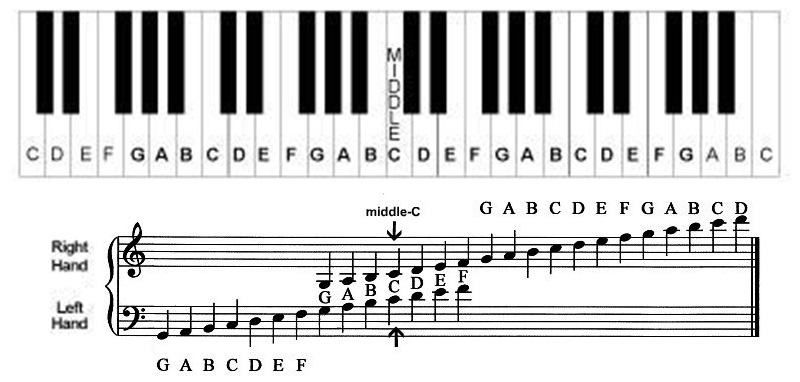 MIDDLE
C D E F G A B C D E F G A B C D E F G A B C D E F G A B C
middle-C
G A B C D E F G A B C D
Right
Hand
G A B C D E F
Left
Hand
G A B C D E F